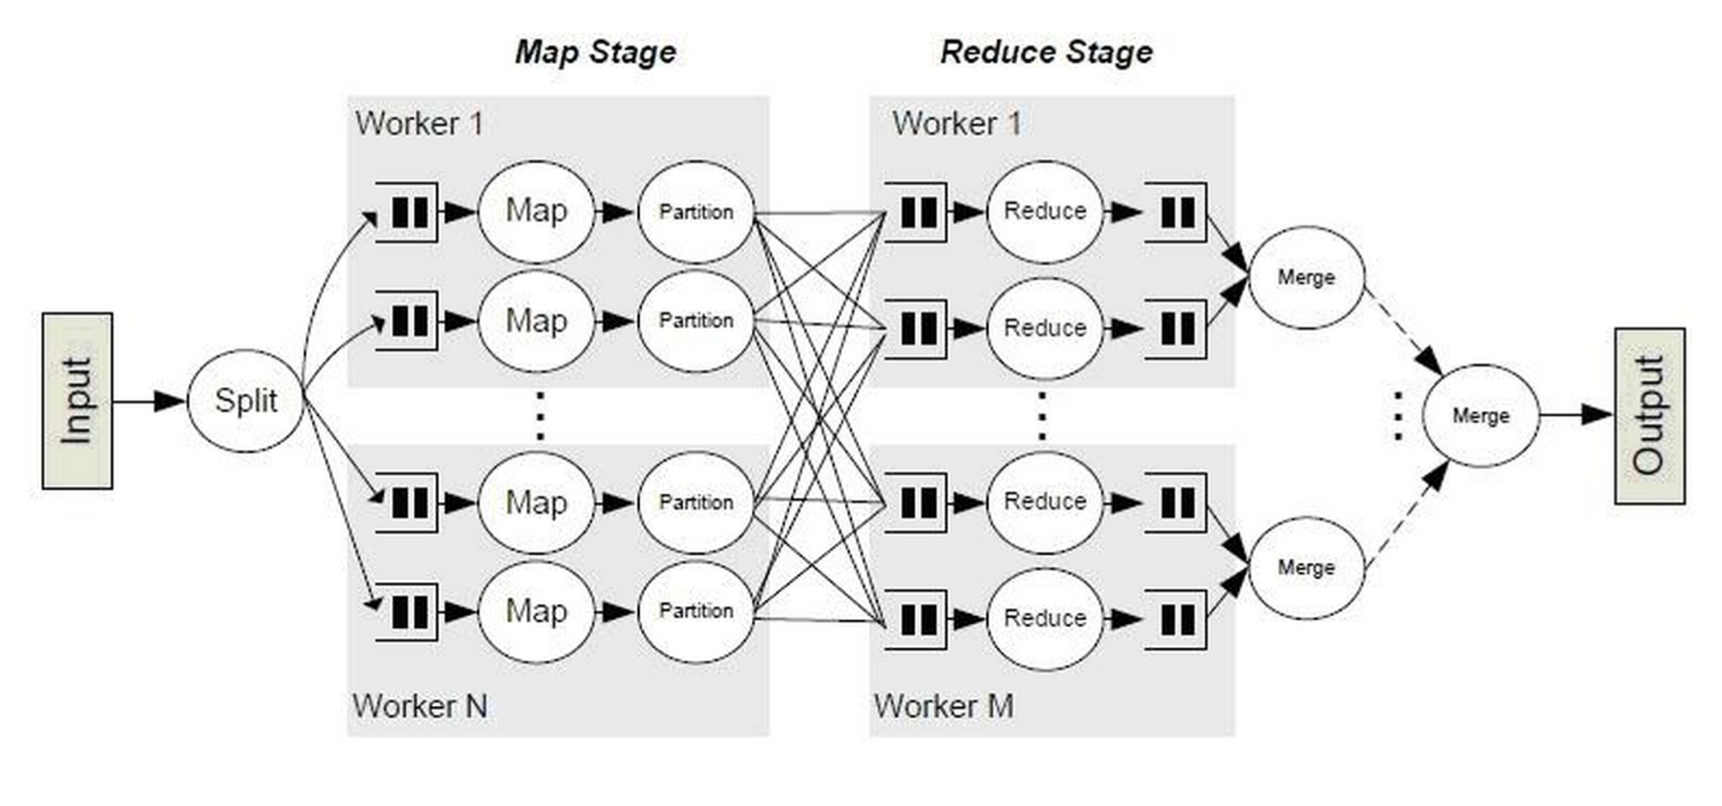 Map Stage
Reduce Stage
Worker 1
Worker 1
Map
Partition
Reduce
Map
Partition
Reduce
Merge
Input
Split
Merge
Output
Map
Partition
Reduce
Merge
Map
Partition
Reduce
Worker N
Worker M